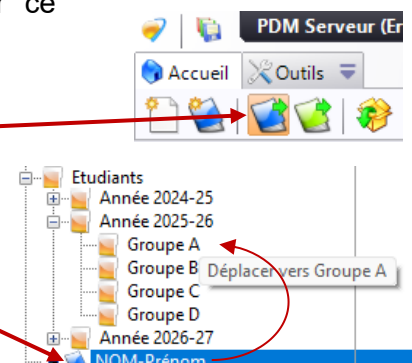 ce
PDM Serveur (Er
Accueil Outils
Etudiants
Année 2024-25
Année 2025-26
Groupe A
Groupe B
Déplacer vers Groupe A
Groupe C
Groupe D
Année 2026-27
NOM-Prénom